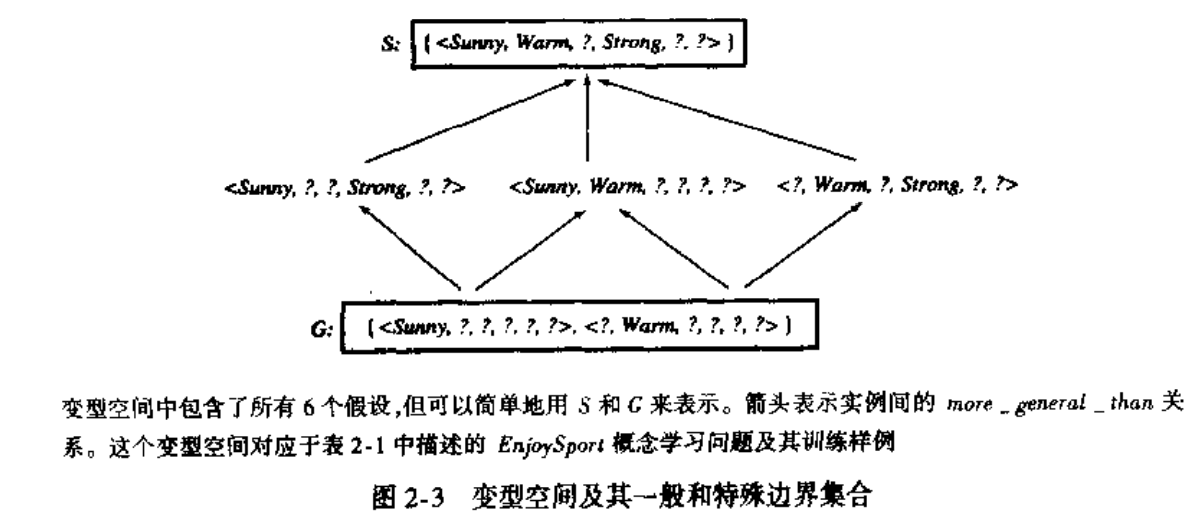 S: {<Sunny, Warm, ?, Strong, ?, ?>}
<Sunny, ?, ?, Strong, ?, ?> <Sunny, Warm, ?, ?, ?, ?> <?, Warm, ?, Strong, ?, ?>
G: {<Sunny, ?, ?, ?, ?, ?>, <?, Warm, ?, ?, ?, ?>}
变型空间中包含了所有 6 个假设,但可以简单地用 S 和 G 来表示。箭头表示实例间的 more_general_than 关
系。这个变型空间对应于表 2-1 中描述的 EnjoySport 概念学习问题及其训练样例
图 2-3 变型空间及其一般和特殊边界集合